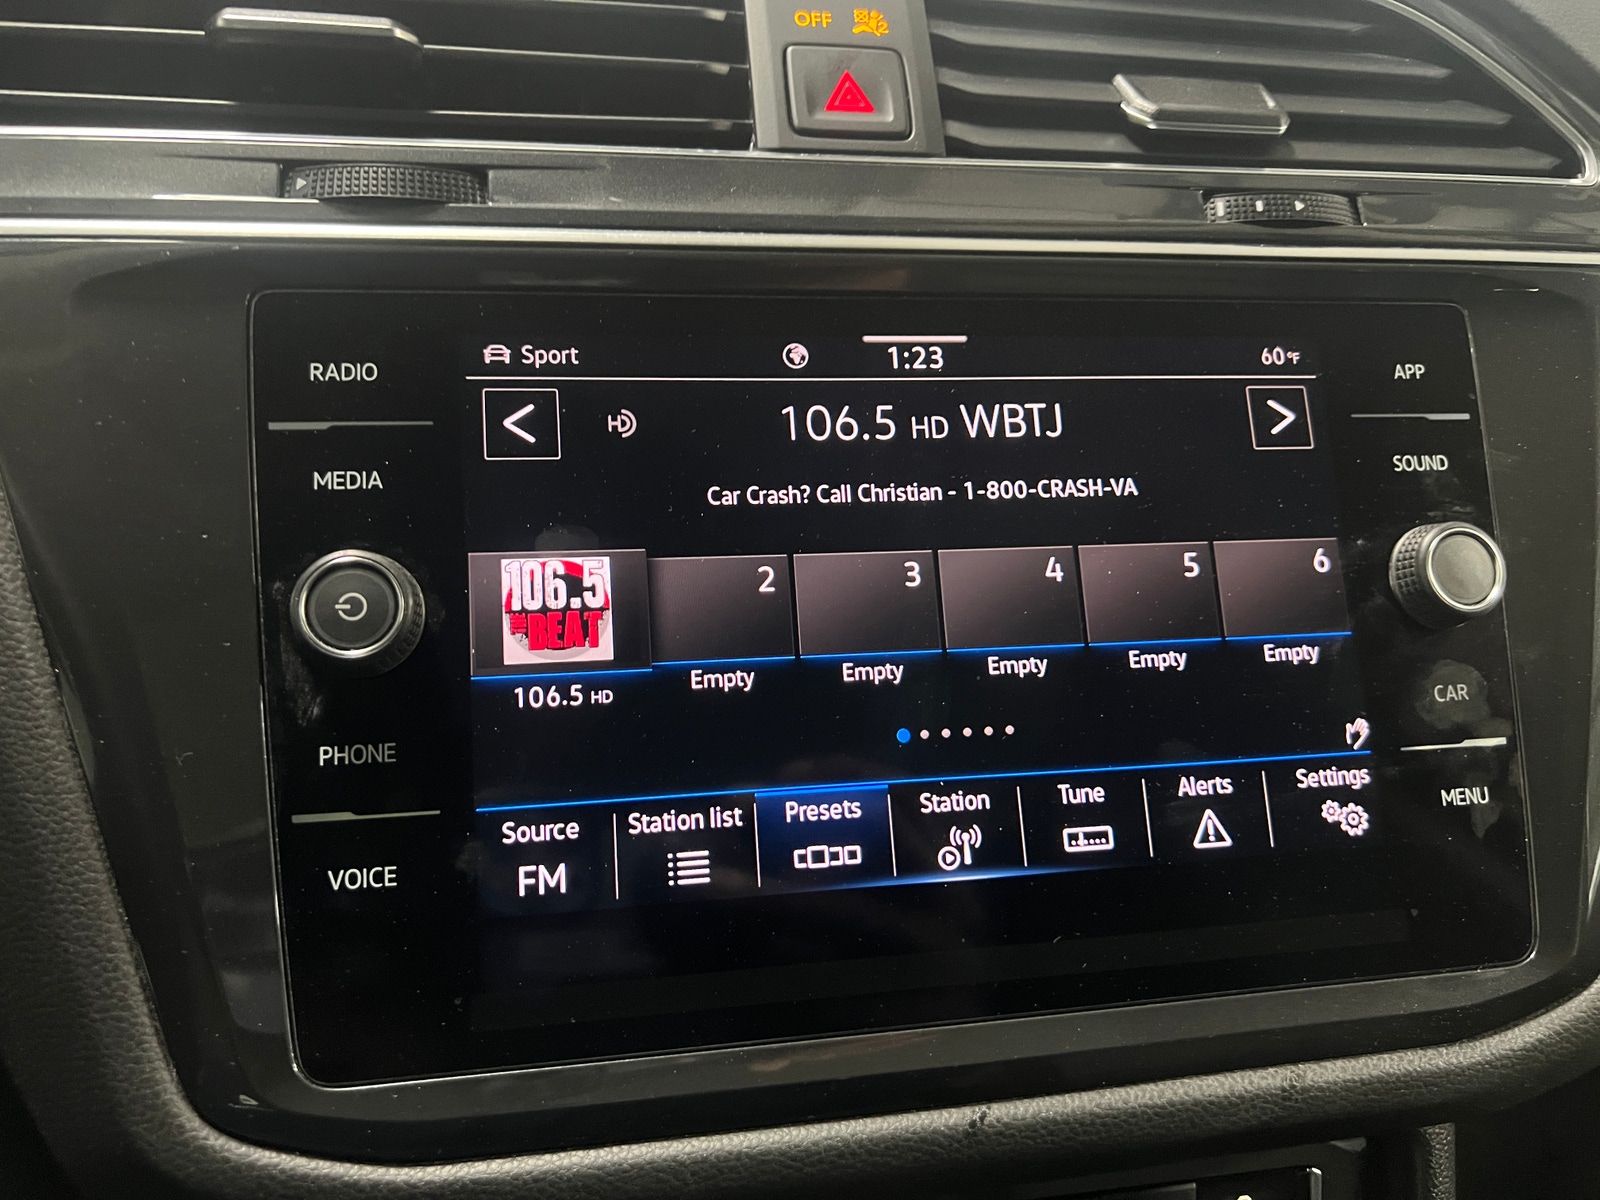 OFF 2
RADIO
MEDIA
PHONE
VOICE
Sport 1:23 60°F
< HD 106.5 HD WBTJ >
Car Crash? Call Christian - 1-800-CRASH-VA
106.5
THE BEAT
2 3 4 5 6
106.5 HD Empty Empty Empty Empty Empty
Source Station list Presets Station Tune Alerts Settings
FM
APP
SOUND
CAR
MENU